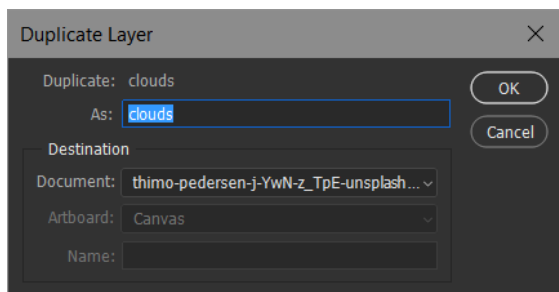 Duplicate Layer
Duplicate: clouds
OK
As: clouds
Cancel
Destination
Document: thimo-pedersen-j-YwN-z_TpE-unsplash...
Artboard: Canvas
Name: